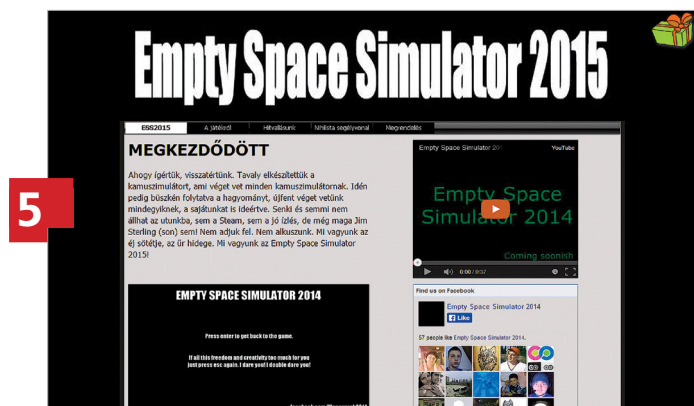 Empty Space Simulator 2015
ESS2015 A játékról Hitvallásunk Nihilista segélyvonal Megrendelés
MEGKEZDŐDÖTT
Ahogy ígértük, visszatértünk. Tavaly elkészítettük a
kamuszimulátort, ami véget vet minden kamuszimulátornak. Idén
pedig büszkén folytatva a hagyományt, újfent véget vetünk
mindegyiknek, a sajátunkat is ideértve. Senki és semmi nem
állhat az utunkba, sem a Steam, sem a jó ízlés, de még maga Jim
Sterling (son) sem! Nem adjuk fel. Nem alkuszunk. Mi vagyunk az
éj sötétje, az űr hidege. Mi vagyunk az Empty Space Simulator
2015!
5
EMPTY SPACE SIMULATOR 2014
Press enter to get back to the game.
If all this freedom and creativity too much for you
just press esc again. I dare you! I double dare you!
Empty Space Simulator 201
YouTube
Empty Space
Simulator 2014
Coming soonish
0:00 / 0:37
Find us on Facebook
Empty Space Simulator 2014
Like
57 people like Empty Space Simulator 2014.